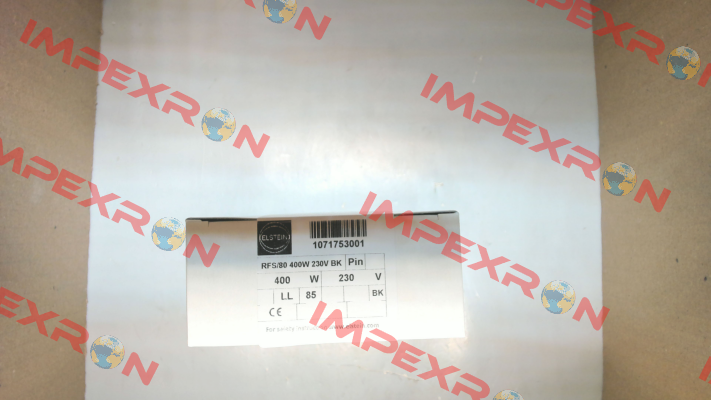 IMPEXRON
IMPEXRON
IMPEXRON
IMPEXRON
IMPEXRON
IMPEXRON
IMPEXRON
IMPEXRON
ELSTEIN
1071753001
RFS/80 400W 230V BK Pin
400 W 230 V
LL 85 BK
CE